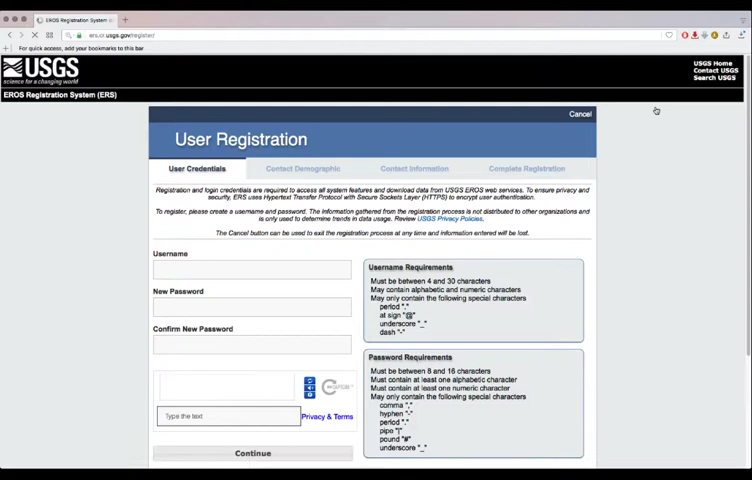 EROS Registration System
ers.cr.usgs.gov/register/
For quick access, add your bookmarks to this bar
USGS
science for a changing world
USGS Home
Contact USGS
Search USGS
EROS Registration System (ERS)
Cancel
User Registration
User Credentials
Contact Demographic
Contact Information
Complete Registration
Registration and login credentials are required to access all system features and download data from USGS EROS web services. To ensure privacy and
security, ERS uses Hypertext Transfer Protocol with Secure Sockets Layer (HTTPS) to encrypt user authentication.
To register, please create a username and password. The information gathered from the registration process is not distributed to other organizations and
is only used to determine trends in data usage. Review USGS Privacy Policies.
The Cancel button can be used to exit the registration process at any time and information entered will be lost.
Username
New Password
Confirm New Password
Type the text
Privacy & Terms
Continue
Username Requirements
Must be between 4 and 30 characters
May contain alphabetic and numeric characters
May only contain the following special characters
period "."
at sign "@"
underscore "_"
dash "-"
Password Requirements
Must be between 8 and 16 characters
Must contain at least one alphabetic character
Must contain at least one numeric character
May only contain the following special characters
comma ","
hyphen "-"
period "."
pipe "|"
pound "#"
underscore "_"